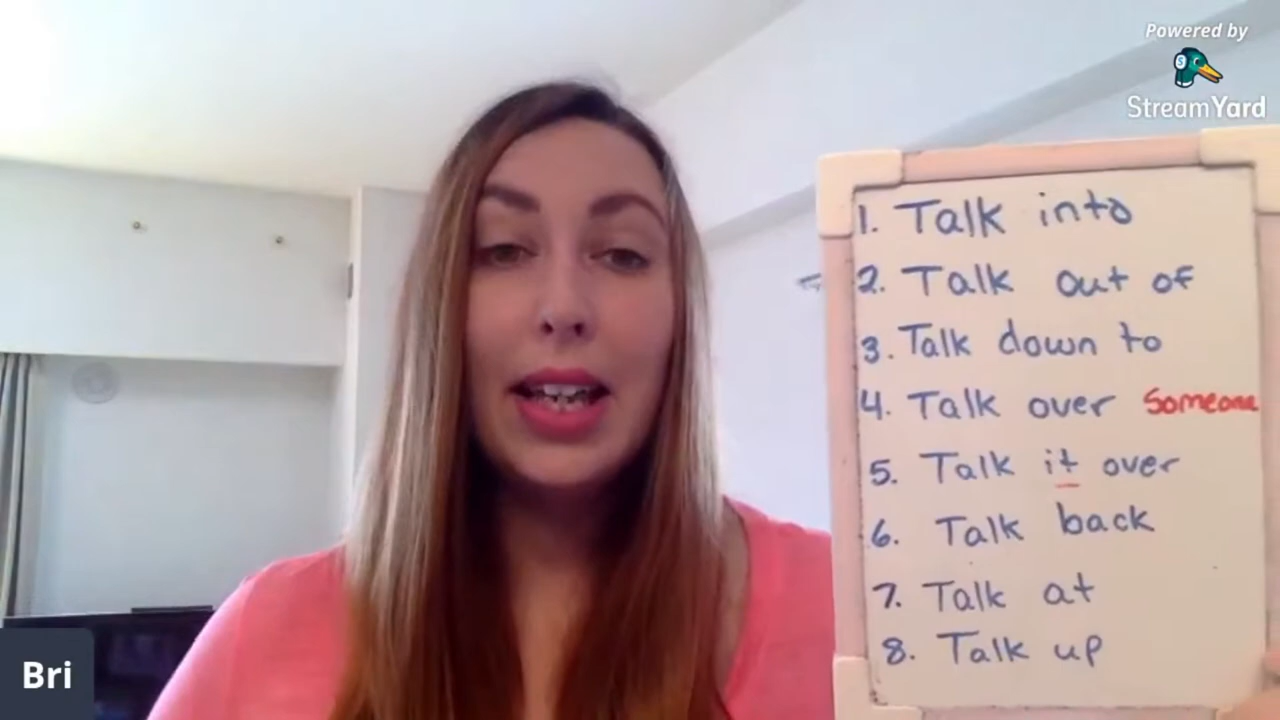 Powered by
StreamYard
1. Talk into
2. Talk out of
3. Talk down to
4. Talk over Someone
5. Talk it over
6. Talk back
7. Talk at
8. Talk up
Bri